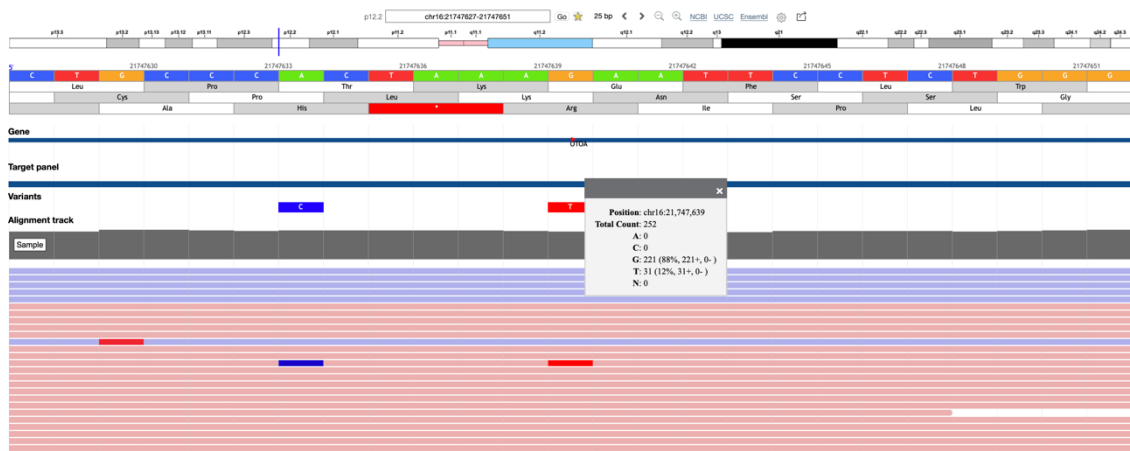 p12.2 chr16:21747627-21747651 Go 25 bp NCBI UCSC Ensembl
p13.3 p13.2 p13.13 p13.12 p13.11 p12.3 p12.2 p12.1 p11.2 p11.1 q11.1 q11.2 q12.1 q12.2 q13 q21 q22.1 q22.2 q22.3 q23.1 q23.2 q23.3 q24.1 q24.2 q24.3
5' 21747630 21747633 21747636 21747639 21747642 21747645 21747648 21747651
C T G C C C A C T A A A G A A T T C C T C T G G G
Leu Pro Thr Lys Glu Phe Leu Trp
Cys Pro Leu Lys Asn Ser Ser Gly
Ala His * Arg Ile Pro Leu
Gene
OTOA
Target panel
Variants
C T
Alignment track
Sample
×
Position: chr16:21,747,639
Total Count: 252
A: 0
C: 0
G: 221 (88%, 221+, 0- )
T: 31 (12%, 31+, 0- )
N: 0